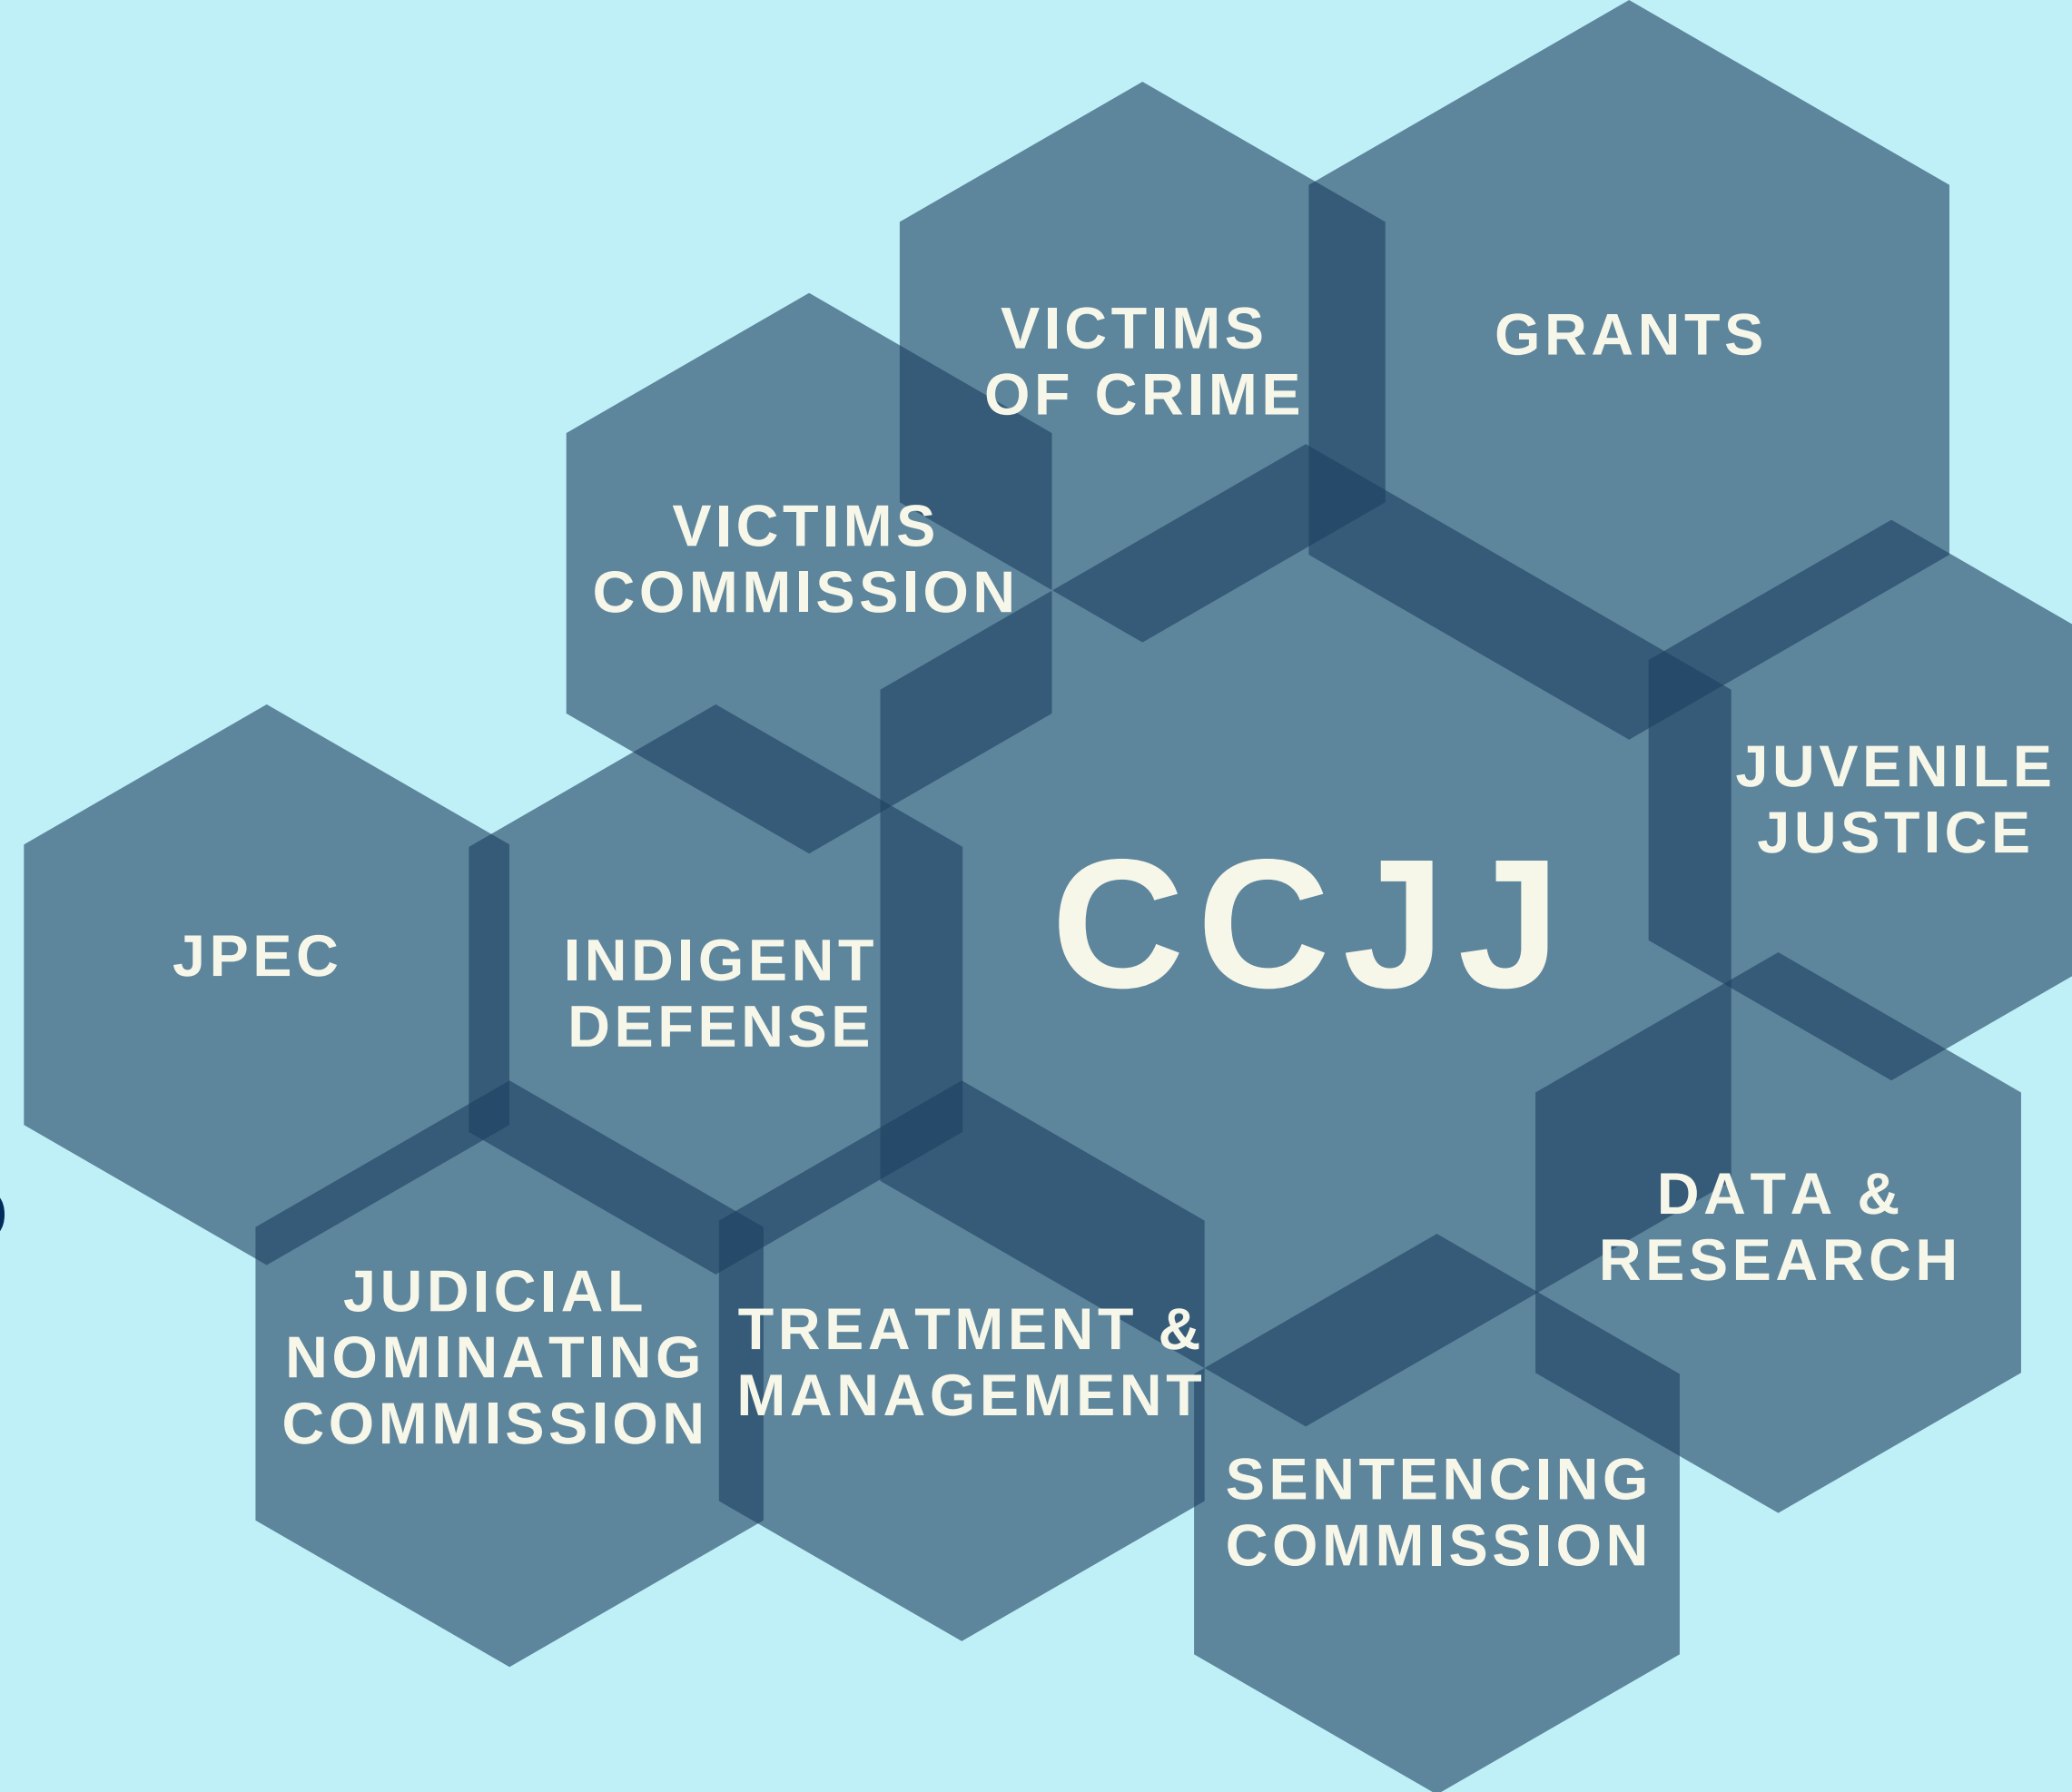 VICTIMS
OF CRIME
GRANTS
VICTIMS
COMMISSION
JUVENILE
JUSTICE
CCJJ
JPEC
INDIGENT
DEFENSE
DATA &
RESEARCH
JUDICIAL
NOMINATING
COMMISSION
TREATMENT &
MANAGEMENT
SENTENCING
COMMISSION